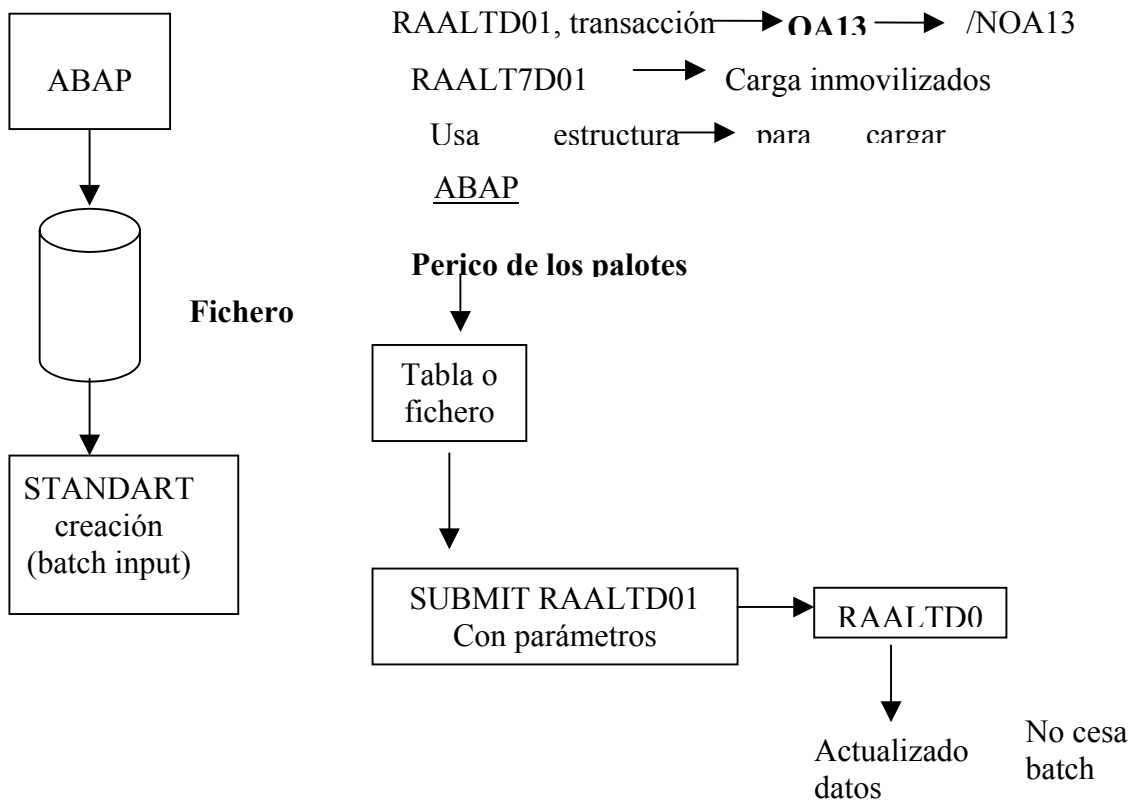 RAALTD01, transacción OA13 /NOA13
ABAP
RAALT7D01 Carga inmovilizados
Usa estructura para cargar
ABAP
Perico de los palotes
Fichero
Tabla o
fichero
STANDART
creación
(batch input)
SUBMIT RAALTD01
Con parámetros
RAALTD0
Actualizado
datos
No cesa
batch